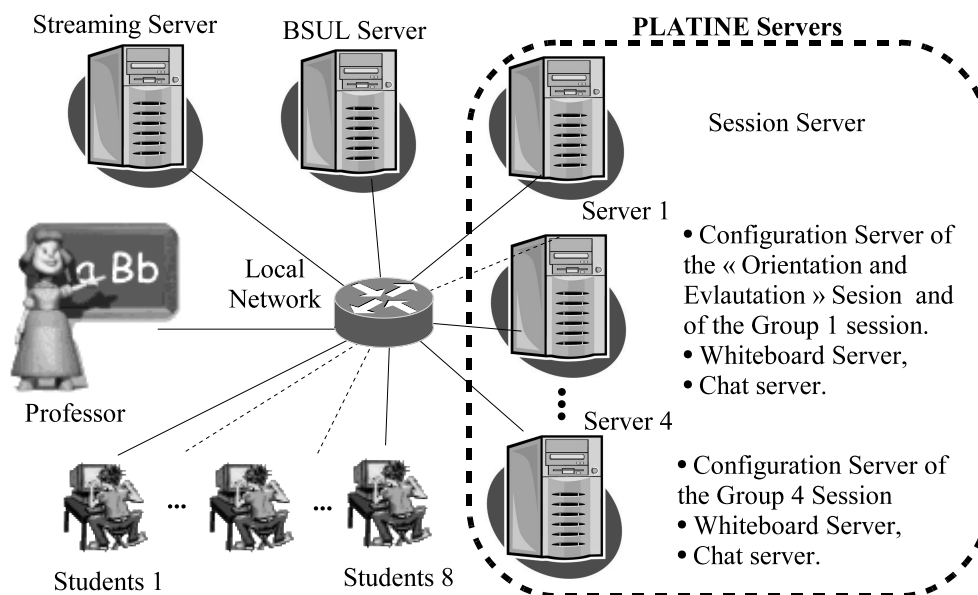 Streaming Server
BSUL Server
PLATINE Servers
Session Server
Server 1
• Configuration Server of
the « Orientation and
Evlautation » Sesion and
of the Group 1 session.
• Whiteboard Server,
• Chat server.
Local
Network
a Bb
Professor
Server 4
• Configuration Server of
the Group 4 Session
• Whiteboard Server,
• Chat server.
...
...
Students 1
Students 8